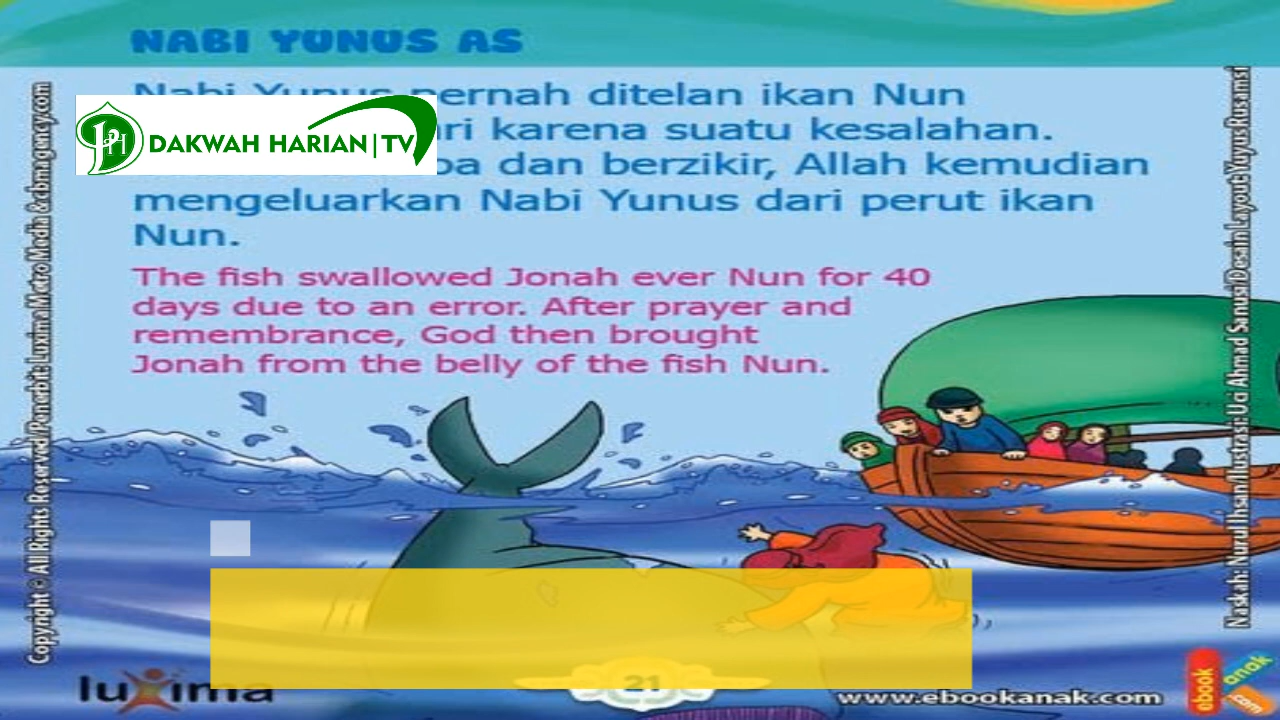 NABI YUNUS AS
Nabi Yunus pernah ditelan ikan Nun
DAKWAH HARIAN|TV
karena suatu kesalahan.
dan berzikir, Allah kemudian
mengeluarkan Nabi Yunus dari perut ikan
Nun.
The fish swallowed Jonah ever Nun for 40
days due to an error. After prayer and
remembrance, God then brought
Jonah from the belly of the fish Nun.
Copyright © All Rights Reserved/Penerbit: Luxima Metro Media & cbmagency.com
Naskah: Nurul Ihsan/Ilustrasi: Uci Ahmad Sanusi/Desain Layout: Yuyus Rusamsi
luxima
21
www.ebookanak.com
ebook
anak
.com